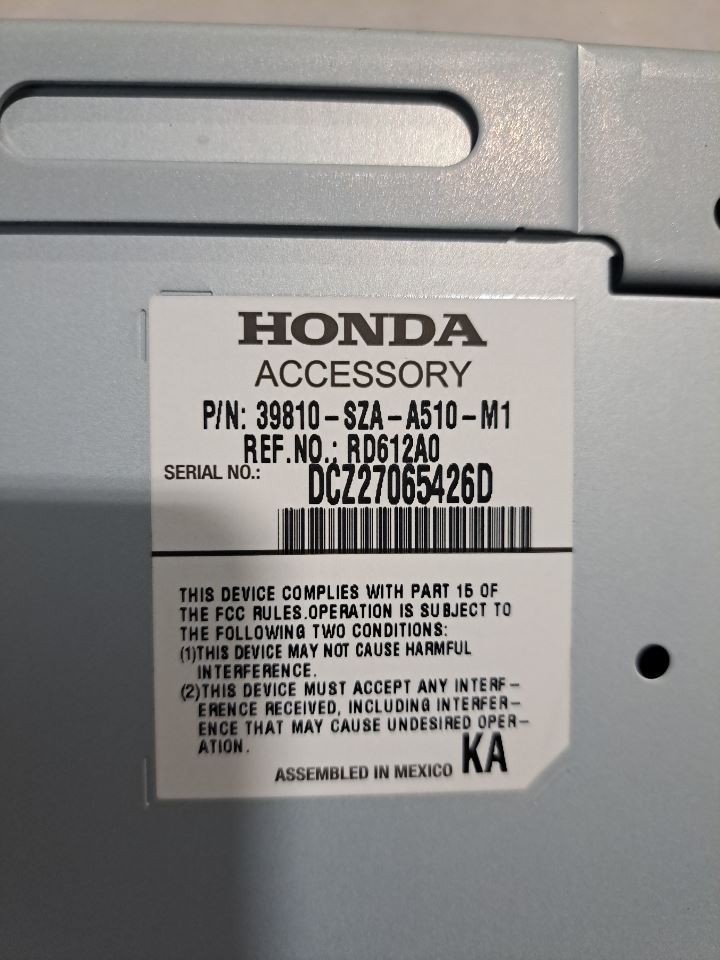 HONDA
ACCESSORY
P/N: 39810-SZA-A510-M1
REF.NO.: RD612A0
SERIAL NO.: DCZ27065426D
THIS DEVICE COMPLIES WITH PART 15 OF
THE FCC RULES.OPERATION IS SUBJECT TO
THE FOLLOWING TWO CONDITIONS:
(1)THIS DEVICE MAY NOT CAUSE HARMFUL
INTERFERENCE.
(2)THIS DEVICE MUST ACCEPT ANY INTERF-
ERENCE RECEIVED, INCLUDING INTERFER-
ENCE THAT MAY CAUSE UNDESIRED OPER-
ATION.
ASSEMBLED IN MEXICO KA